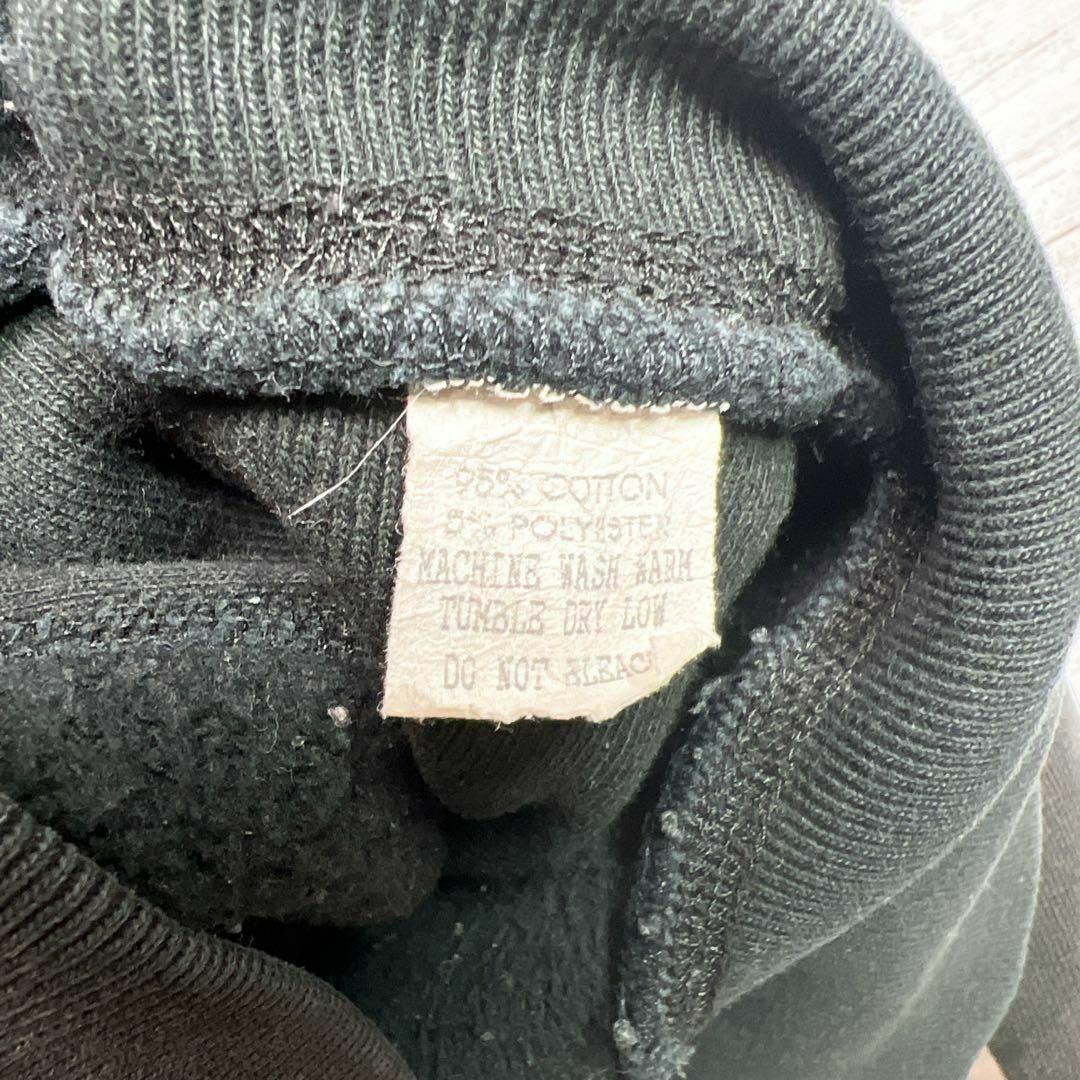 95% COTTON
5% POLYESTER
MACHINE WASH WARM
TUMBLE DRY LOW
DO NOT BLEACH